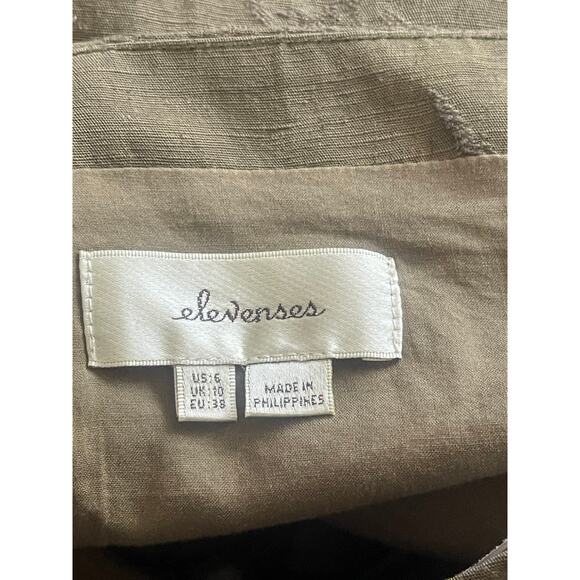 elevenses
US:6
UK:10
EU:38
MADE IN
PHILIPPINES